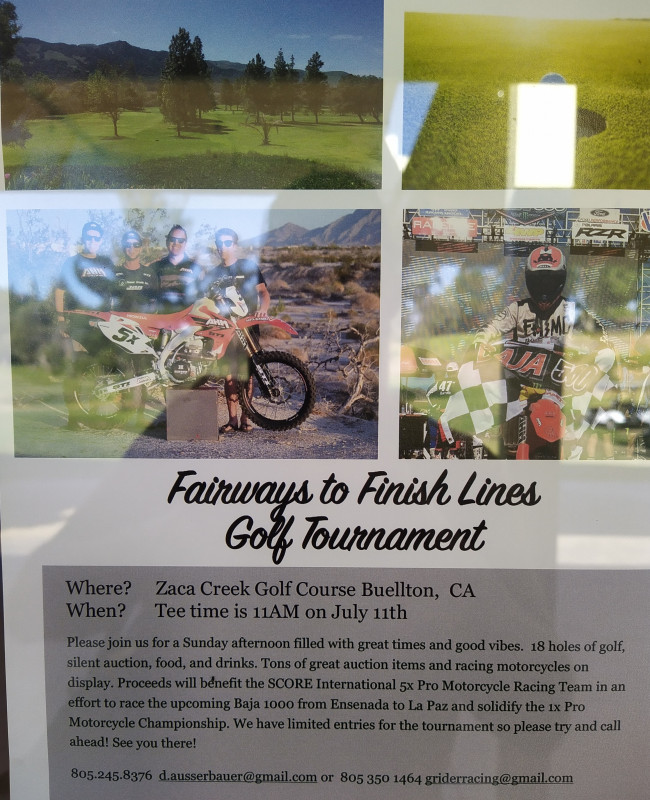 RZR
5x
LEADMI
BAJA 500
47
Fairways to Finish Lines
Golf Tournament
Where? Zaca Creek Golf Course Buellton, CA
When? Tee time is 11AM on July 11th
Please join us for a Sunday afternoon filled with great times and good vibes. 18 holes of golf,
silent auction, food, and drinks. Tons of great auction items and racing motorcycles on
display. Proceeds will benefit the SCORE International 5x Pro Motorcycle Racing Team in an
effort to race the upcoming Baja 1000 from Ensenada to La Paz and solidify the 1x Pro
Motorcycle Championship. We have limited entries for the tournament so please try and call
ahead! See you there!
805.245.8376 d.ausserbauer@gmail.com or 805 350 1464 griderracing@gmail.com